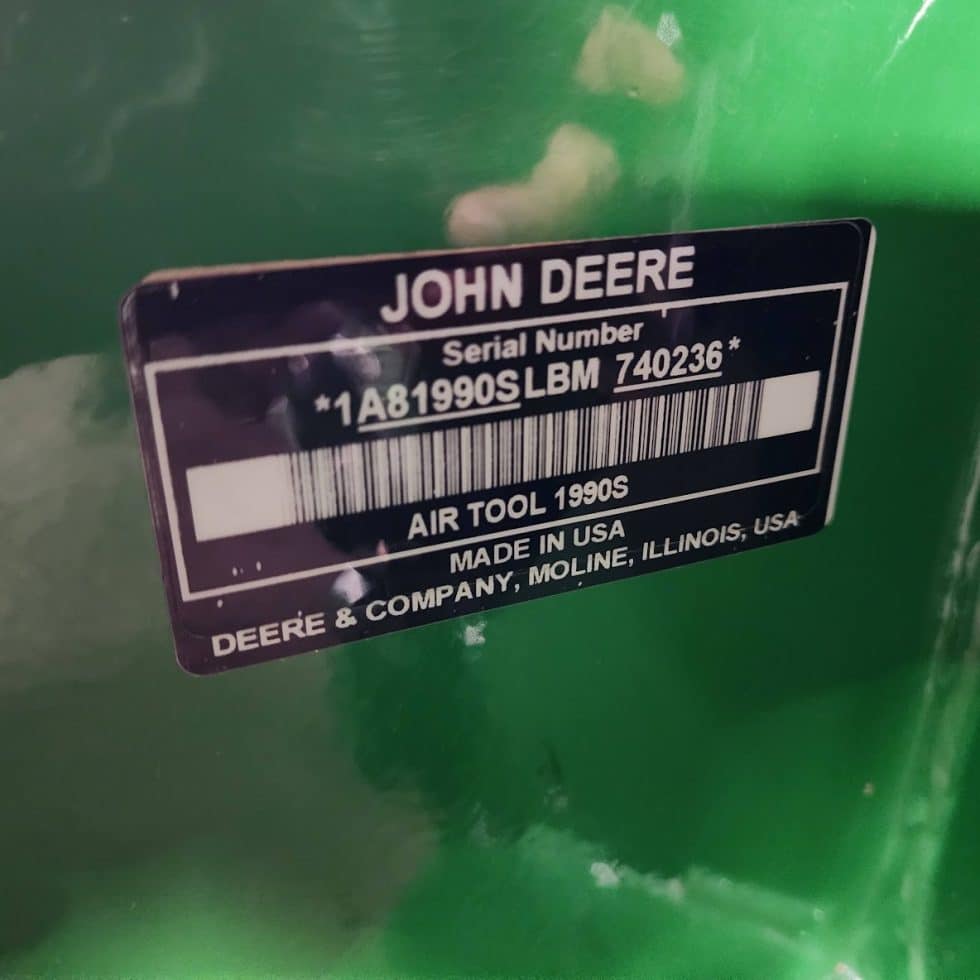 JOHN DEERE
Serial Number
*1A81990SLBM 740236*
AIR TOOL 1990S
MADE IN USA
DEERE & COMPANY, MOLINE, ILLINOIS, USA